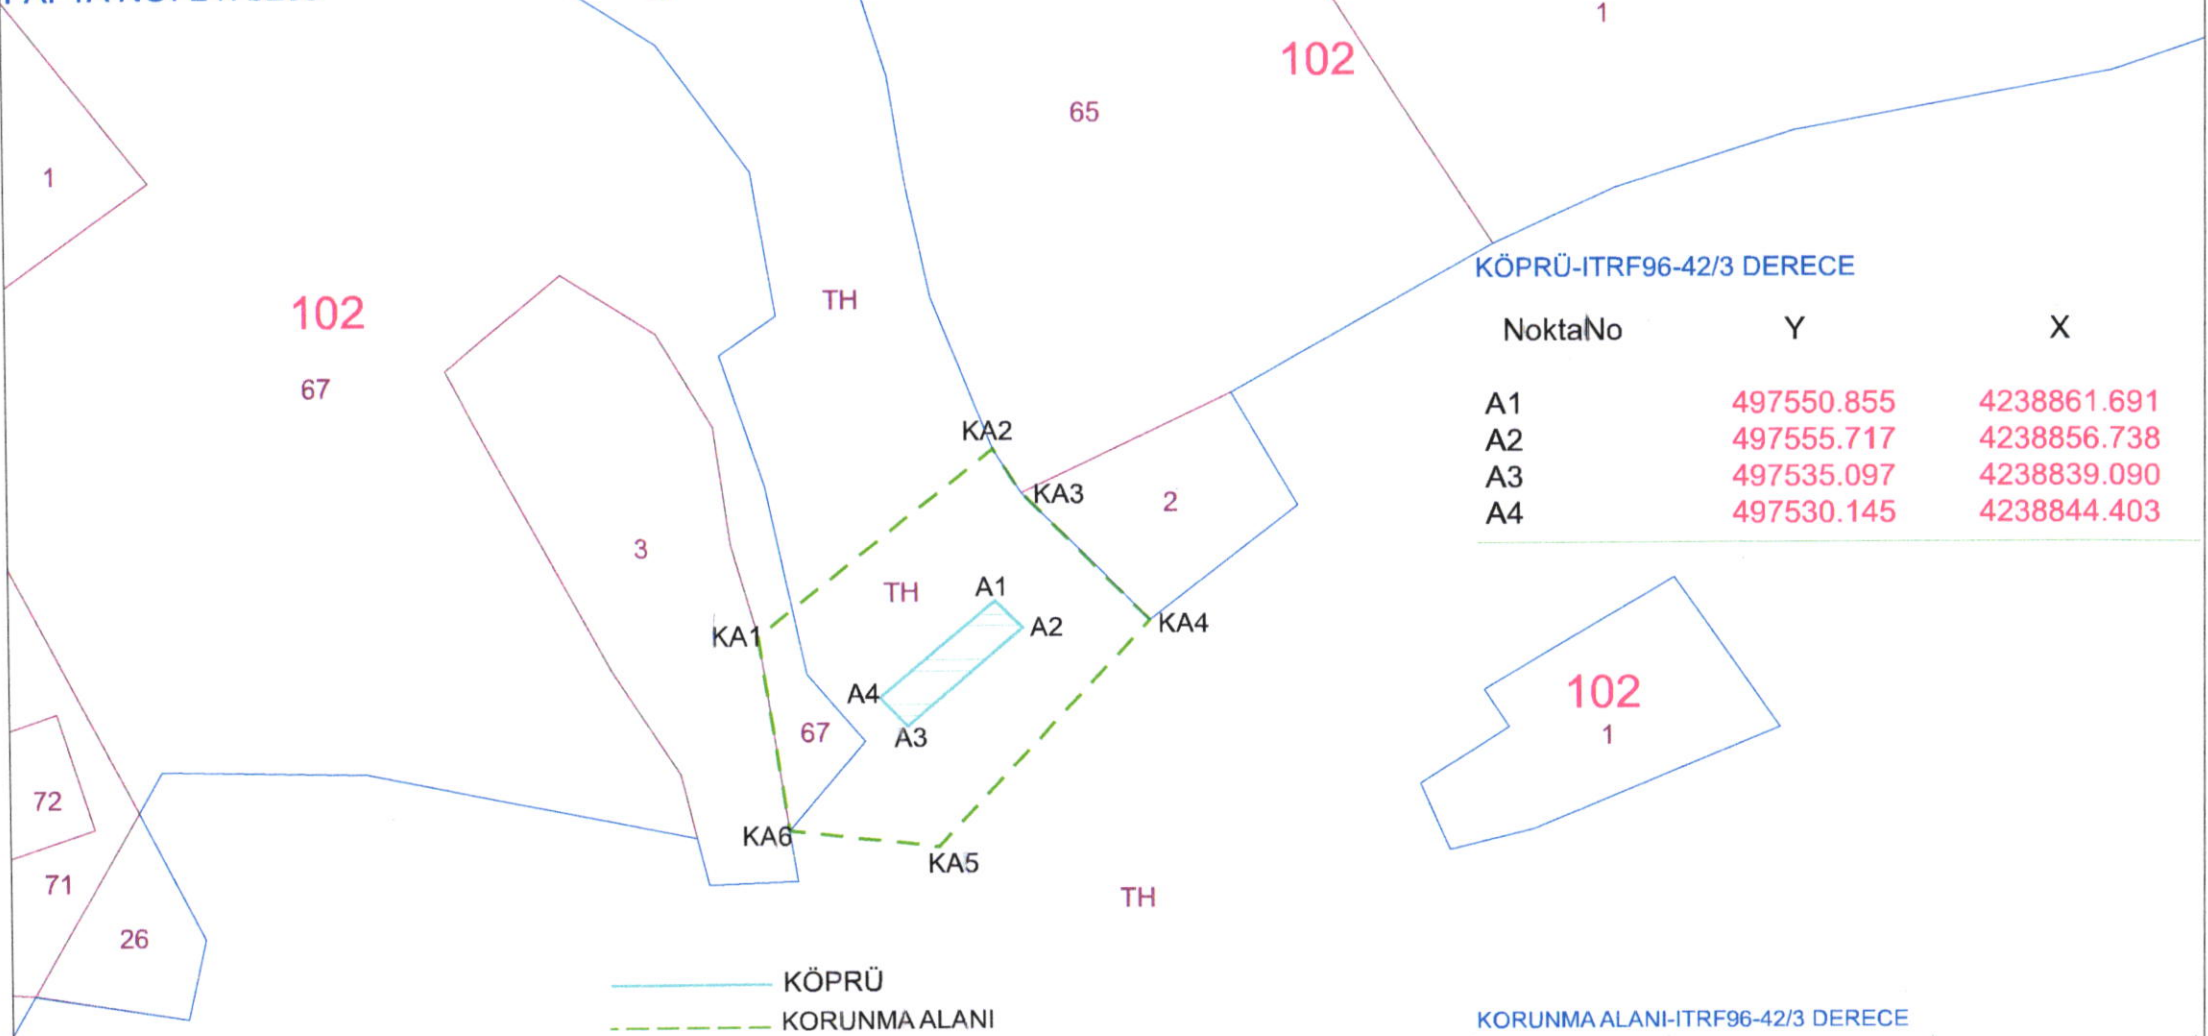 1
102
65
1
TH
102
67
KÖPRÜ-ITRF96-42/3 DERECE
NoktaNo Y X
A1 497550.855 4238861.691
A2 497555.717 4238856.738
A3 497535.097 4238839.090
A4 497530.145 4238844.403
KA2
KA3
2
3
TH
A1
A2
KA4
KA1
A4
A3
67
102
1
72
KA6
KA5
71
TH
26
KÖPRÜ
KORUNMA ALANI
KORUNMA ALANI-ITRF96-42/3 DERECE